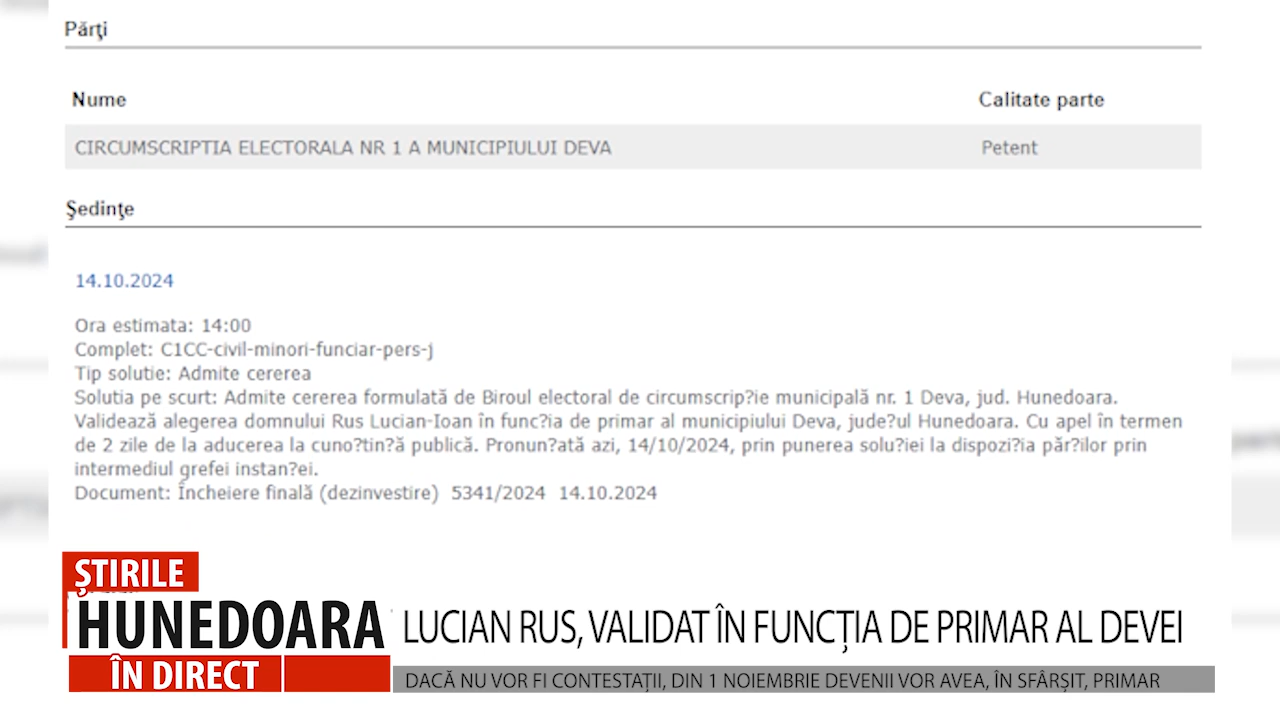 Părţi
Nume Calitate parte
CIRCUMSCRIPTIA ELECTORALA NR 1 A MUNICIPIULUI DEVA Petent
Şedinţe
14.10.2024
Ora estimata: 14:00
Complet: C1CC-civil-minori-funciar-pers-j
Tip solutie: Admite cererea
Solutia pe scurt: Admite cererea formulată de Biroul electoral de circumscrip?ie municipală nr. 1 Deva, jud. Hunedoara.
Validează alegerea domnului Rus Lucian-Ioan în func?ia de primar al municipiului Deva, jude?ul Hunedoara. Cu apel în termen
de 2 zile de la aducerea la cuno?tin?ă publică. Pronun?ată azi, 14/10/2024, prin punerea solu?iei la dispozi?ia păr?ilor prin
intermediul grefei instan?ei.
Document: Încheiere finală (dezinvestire) 5341/2024 14.10.2024
ȘTIRILE
HUNEDOARA
ÎN DIRECT
LUCIAN RUS, VALIDAT ÎN FUNCȚIA DE PRIMAR AL DEVEI
DACĂ NU VOR FI CONTESTAȚII, DIN 1 NOIEMBRIE DEVENII VOR AVEA, ÎN SFÂRȘIT, PRIMAR